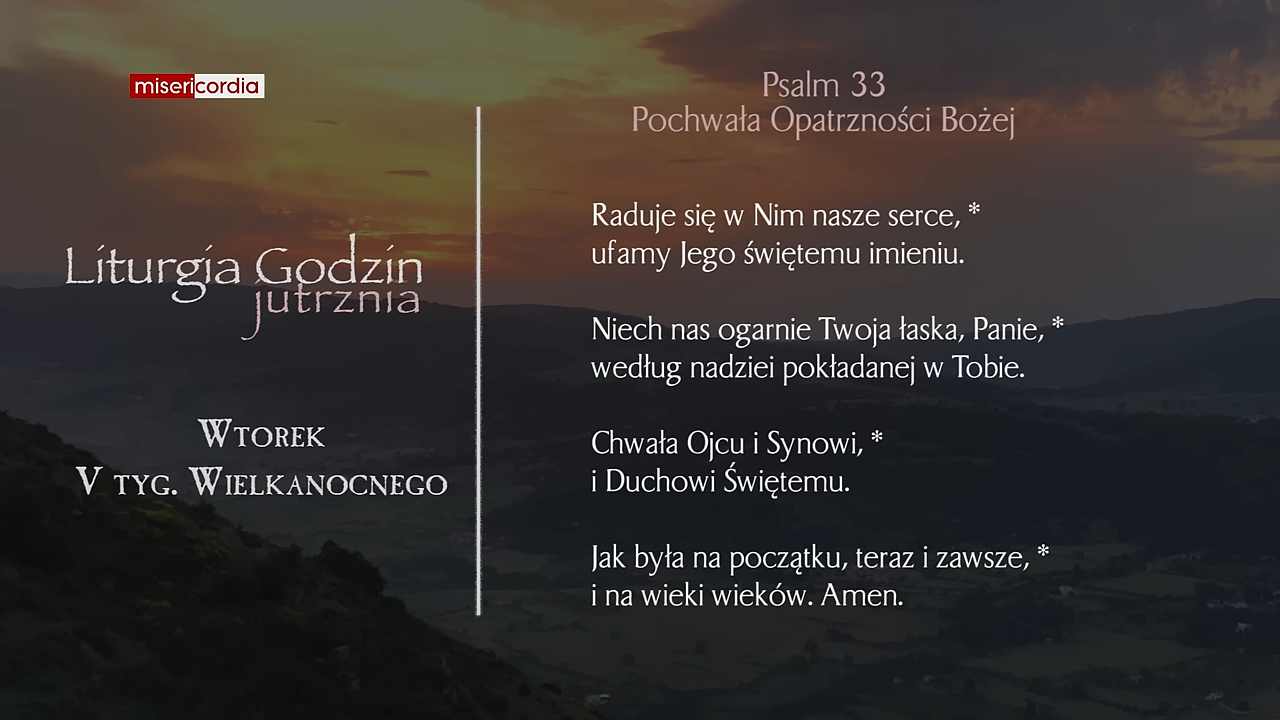 misericordia
Liturgia Godzin
jutrznia
Wtorek
V tyg. Wielkanocnego
Psalm 33
Pochwała Opatrzności Bożej
Raduje się w Nim nasze serce, *
ufamy Jego świętemu imieniu.
Niech nas ogarnie Twoja łaska, Panie, *
według nadziei pokładanej w Tobie.
Chwała Ojcu i Synowi, *
i Duchowi Świętemu.
Jak była na początku, teraz i zawsze, *
i na wieki wieków. Amen.